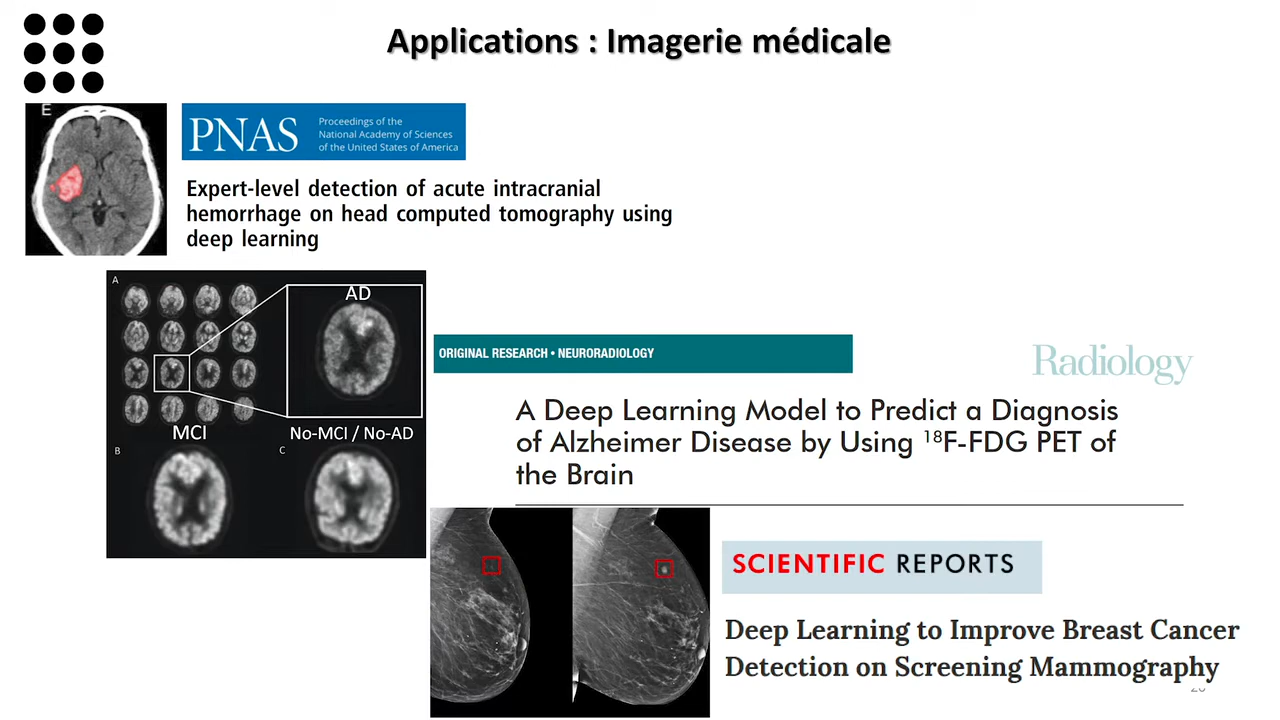 Applications : Imagerie médicale
E
PNAS
Proceedings of the
National Academy of Sciences
of the United States of America
Expert-level detection of acute intracranial
hemorrhage on head computed tomography using
deep learning
A
AD
MCI
No-MCI / No-AD
B
C
ORIGINAL RESEARCH • NEURORADIOLOGY
Radiology
A Deep Learning Model to Predict a Diagnosis
of Alzheimer Disease by Using ¹⁸F-FDG PET of
the Brain
SCIENTIFIC REPORTS
Deep Learning to Improve Breast Cancer
Detection on Screening Mammography